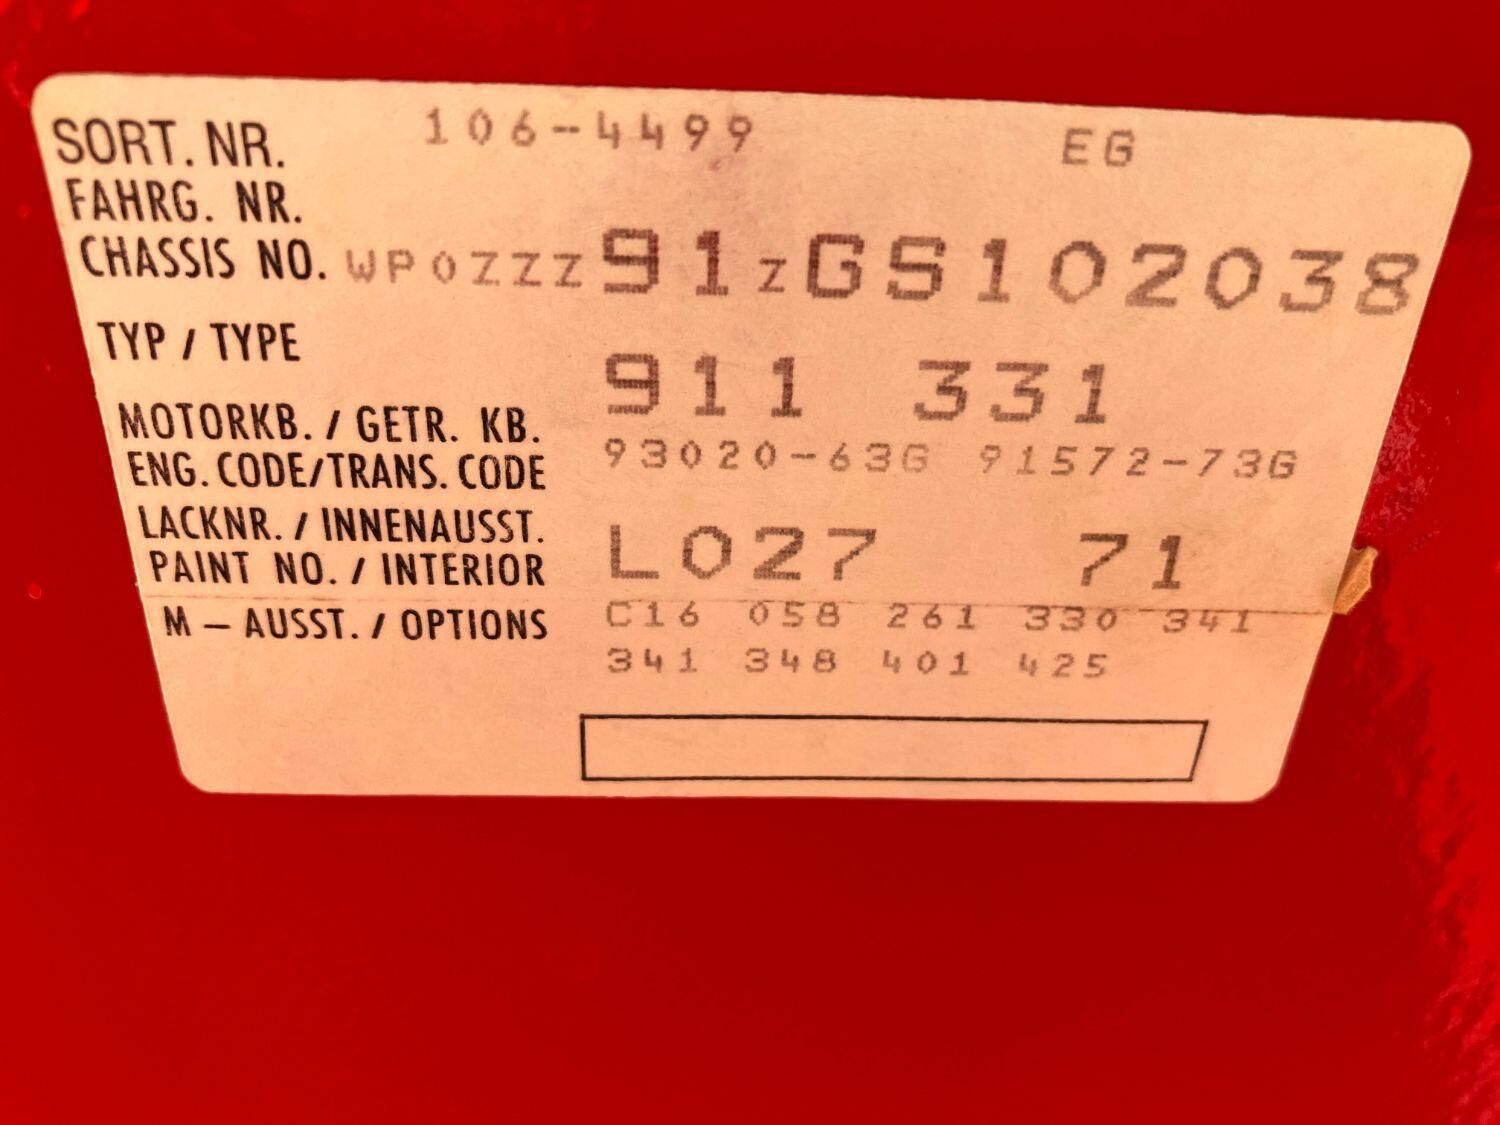 SORT. NR. 106-4499 EG
FAHRG. NR.
CHASSIS NO. WP0ZZZ91ZGS102038
TYP / TYPE 911 331
MOTORKB. / GETR. KB.
ENG. CODE/TRANS. CODE 93020-63G 91572-73G
LACKNR. / INNENAUSST.
PAINT NO. / INTERIOR L027 71
M – AUSST. / OPTIONS C16 058 261 330 341
341 348 401 425